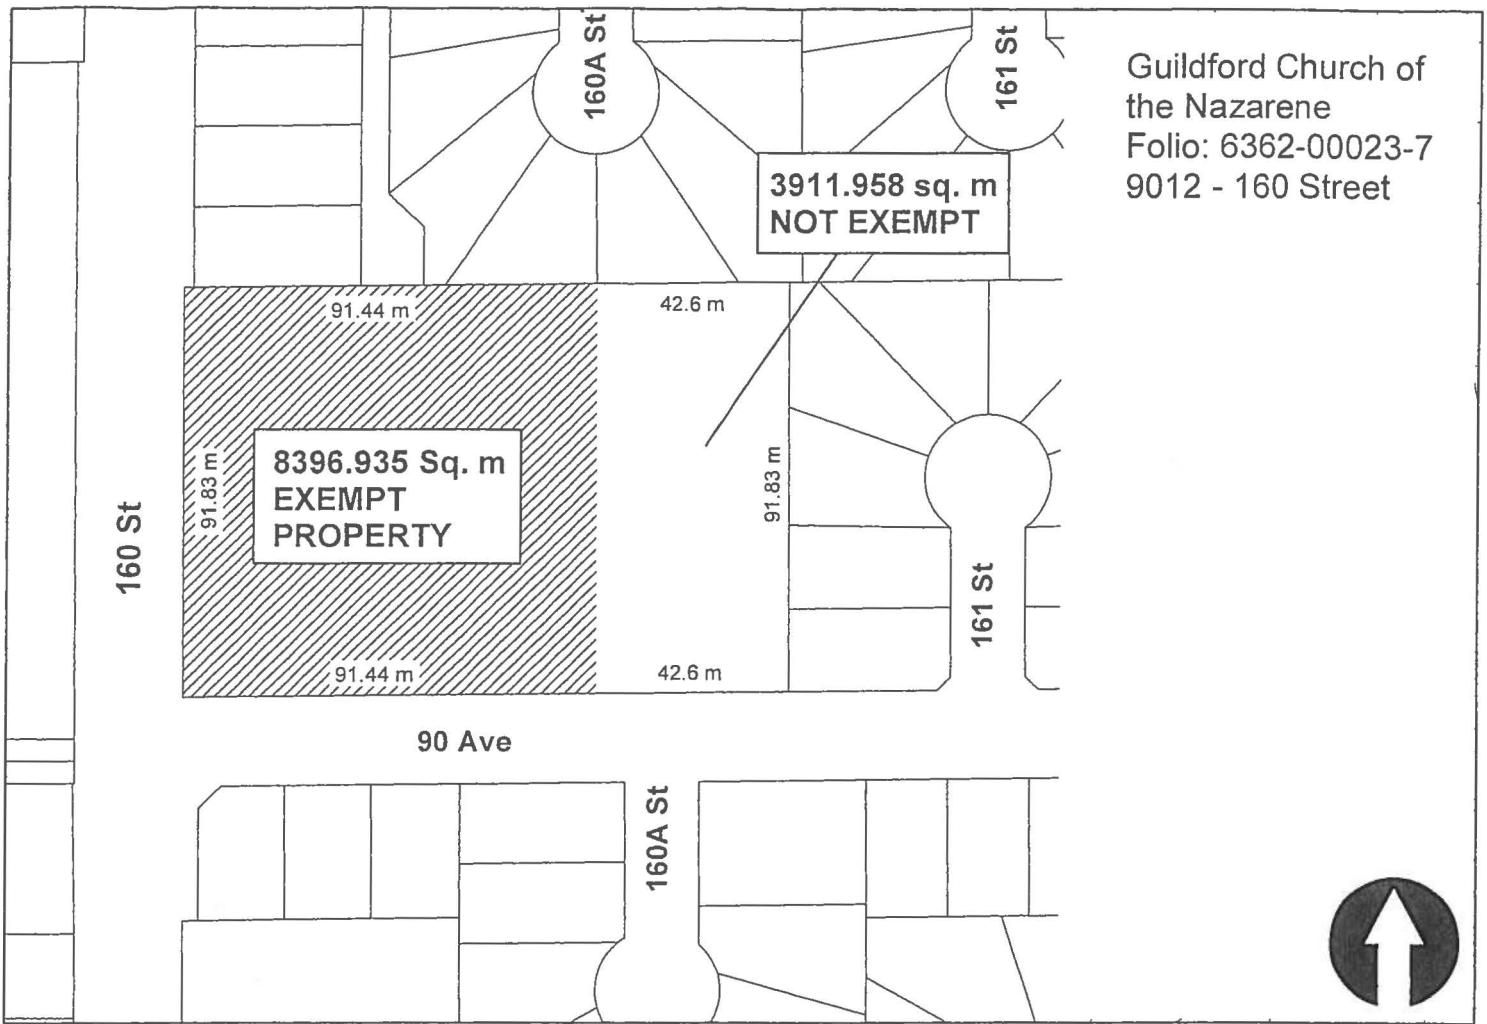 160A St
161 St
Guildford Church of
the Nazarene
Folio: 6362-00023-7
9012 - 160 Street
3911.958 sq. m
NOT EXEMPT
91.44 m
42.6 m
8396.935 Sq. m
EXEMPT
PROPERTY
91.83 m
91.83 m
160 St
161 St
91.44 m
42.6 m
90 Ave
160A St